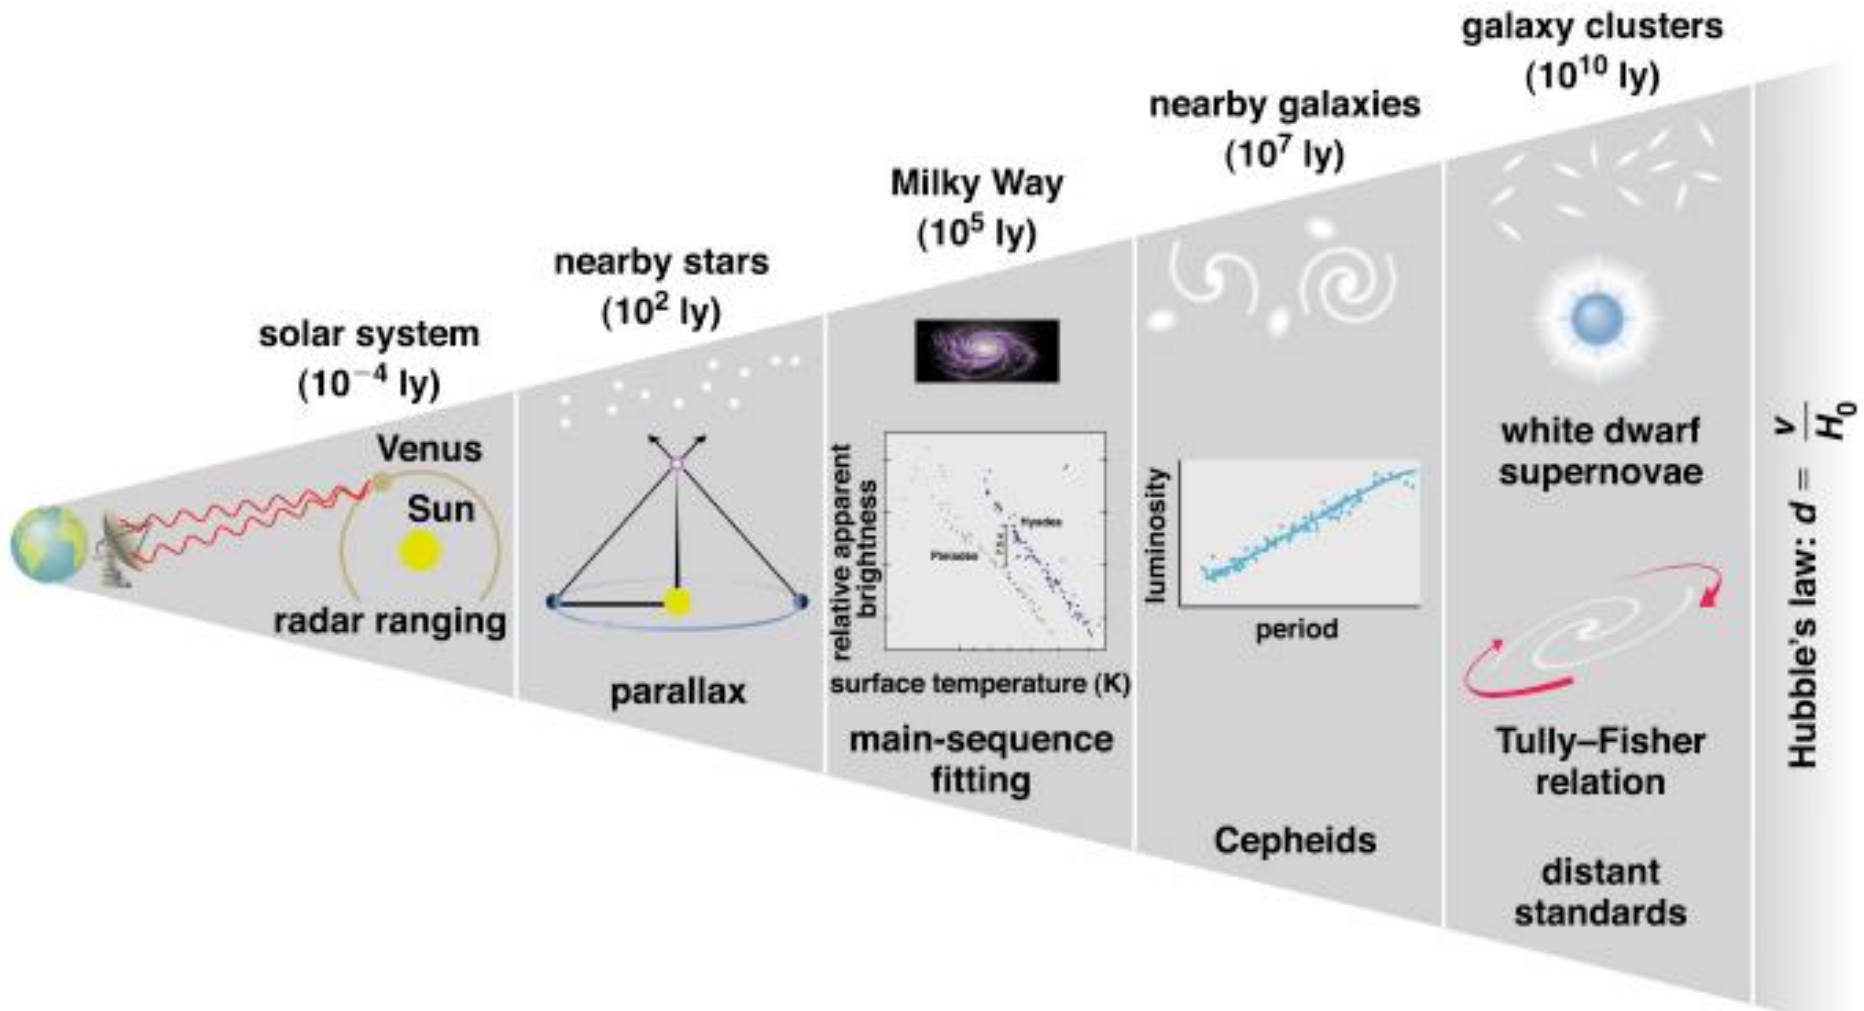 solar system
(10⁻⁴ ly)
Venus
Sun
radar ranging
nearby stars
(10² ly)
parallax
Milky Way
(10⁵ ly)
relative apparent
brightness
Hyades
Pleiades
surface temperature (K)
main-sequence
fitting
nearby galaxies
(10⁷ ly)
luminosity
period
Cepheids
galaxy clusters
(10¹⁰ ly)
white dwarf
supernovae
Tully–Fisher
relation
distant
standards
Hubble's law: d = v/H₀